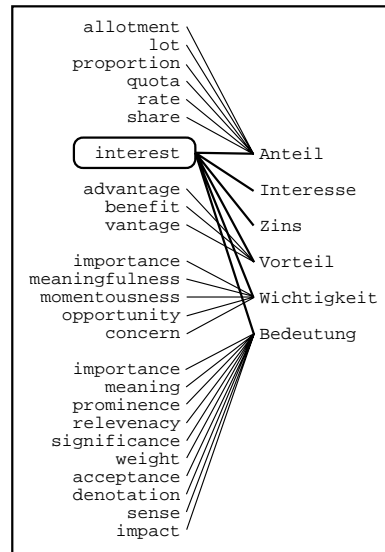 allotment
lot
proportion
quota
rate
share
interest
Anteil
Interesse
advantage
benefit
Zins
vantage
Vorteil
importance
meaningfulness
momentousness
Wichtigkeit
opportunity
concern
Bedeutung
importance
meaning
prominence
relevenacy
significance
weight
acceptance
denotation
sense
impact